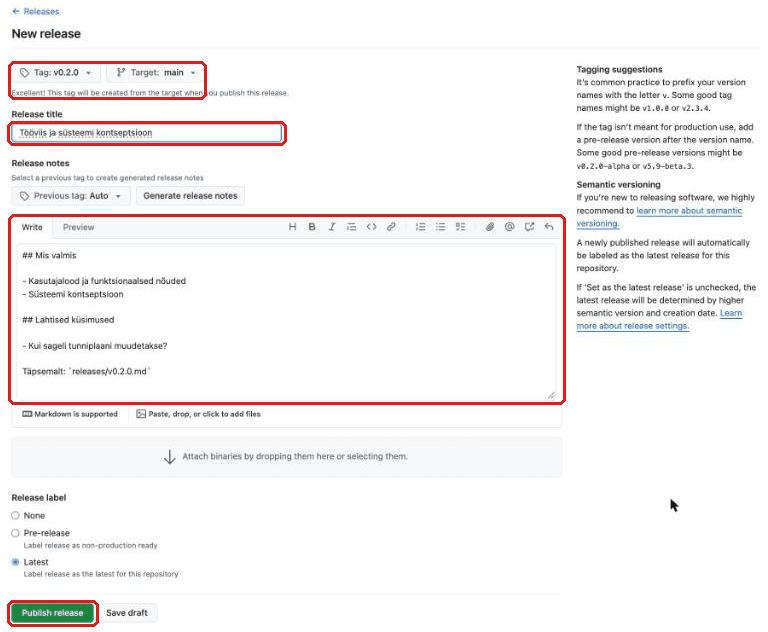 ← Releases
New release
Tag: v0.2.0
Target: main
Excellent! This tag will be created from the target when you publish this release.
Release title
Tööviis ja süsteemi kontseptsioon
Release notes
Select a previous tag to create generated release notes
Previous tag: Auto
Generate release notes
Write
Preview
## Mis valmis
- Kasutajalood ja funktsionaalsed nõuded
- Süsteemi kontseptsioon
## Lahtised küsimused
- Kui sageli tunniplaani muudetakse?
Täpsemalt: `releases/v0.2.0.md`
Markdown is supported
Paste, drop, or click to add files
Attach binaries by dropping them here or selecting them.
Release label
None
Pre-release
Label release as non-production ready
Latest
Label release as the latest for this repository
Publish release
Save draft
Tagging suggestions
It's common practice to prefix your version
names with the letter v. Some good tag
names might be v1.0.0 or v2.3.4.
If the tag isn't meant for production use, add
a pre-release version after the version name.
Some good pre-release versions might be
v0.2.0-alpha or v5.9-beta.3.
Semantic versioning
If you're new to releasing software, we highly
recommend to learn more about semantic
versioning.
A newly published release will automatically
be labeled as the latest release for this
repository.
If 'Set as the latest release' is unchecked, the
latest release will be determined by higher
semantic version and creation date. Learn
more about release settings.